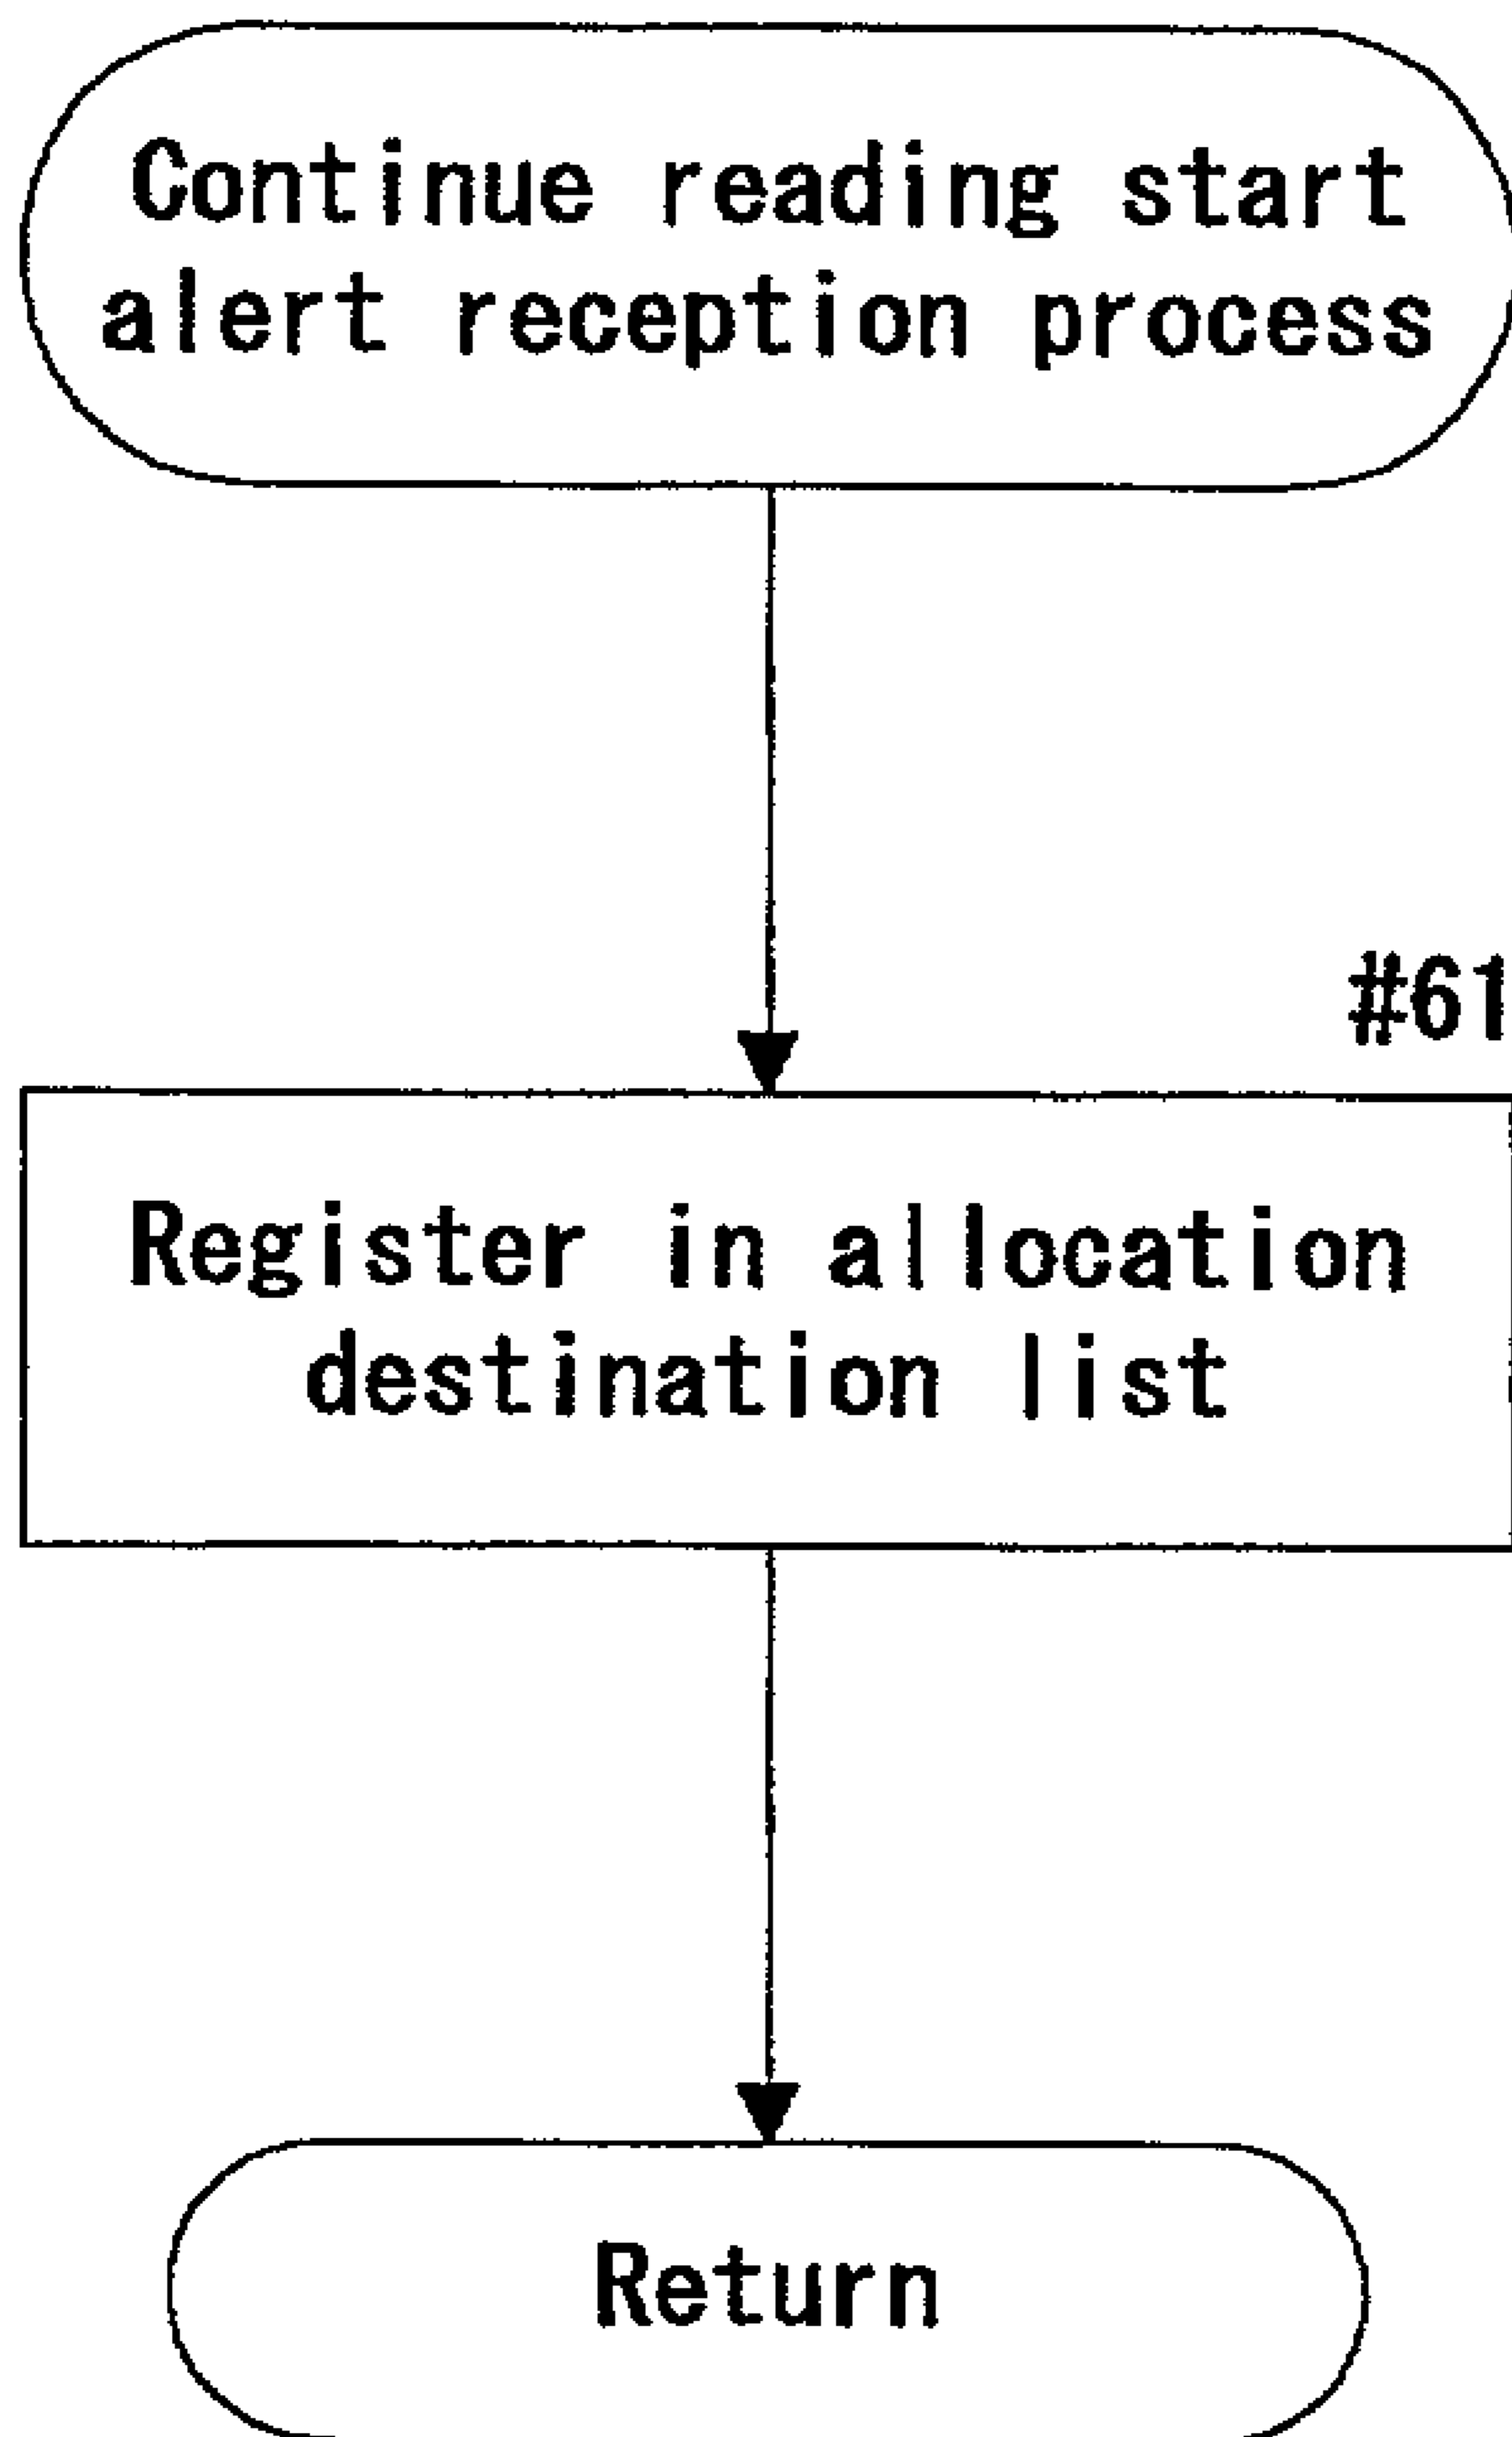 Continue reading start
alert reception process
#61
Register in allocation
destination list
Return